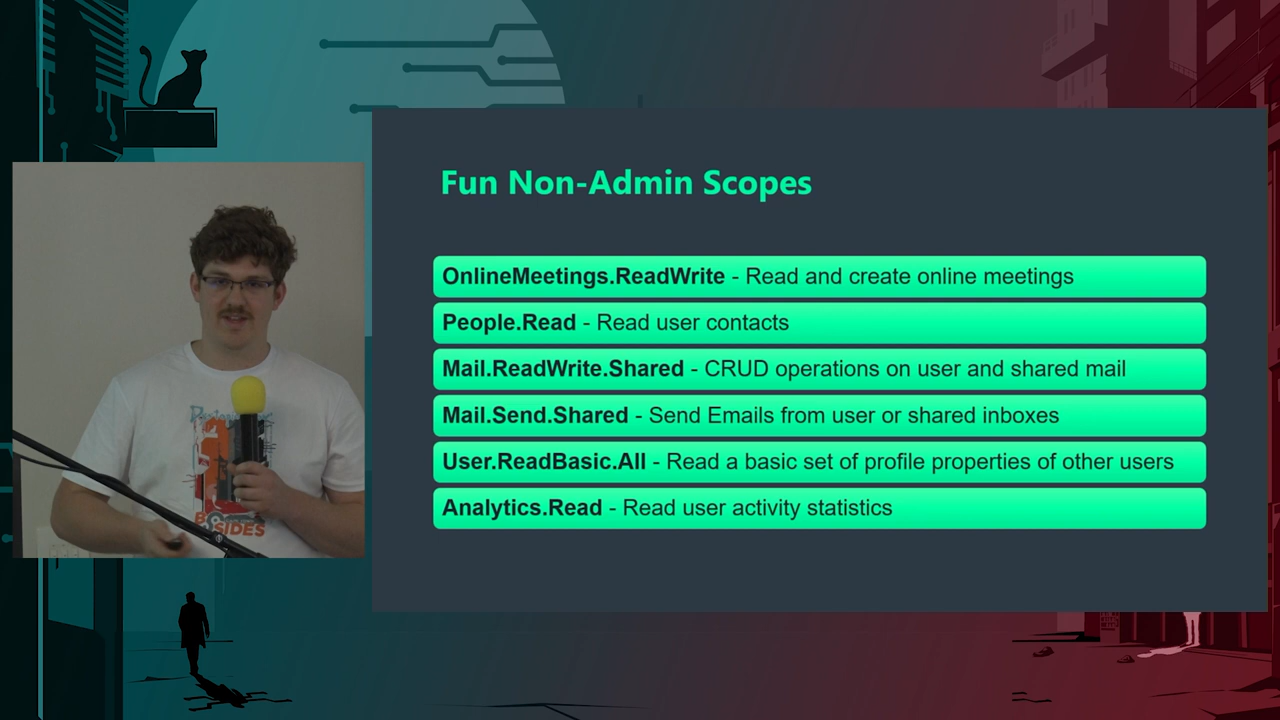 Fun Non-Admin Scopes
OnlineMeetings.ReadWrite - Read and create online meetings
People.Read - Read user contacts
Mail.ReadWrite.Shared - CRUD operations on user and shared mail
Mail.Send.Shared - Send Emails from user or shared inboxes
User.ReadBasic.All - Read a basic set of profile properties of other users
Analytics.Read - Read user activity statistics
BSIDES